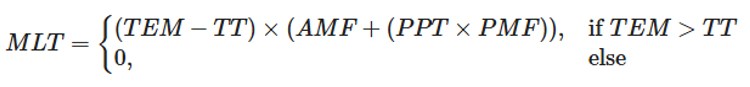 MLT = { (TEM − TT) × (AMF + (PPT × PMF)), if TEM > TT
0, else